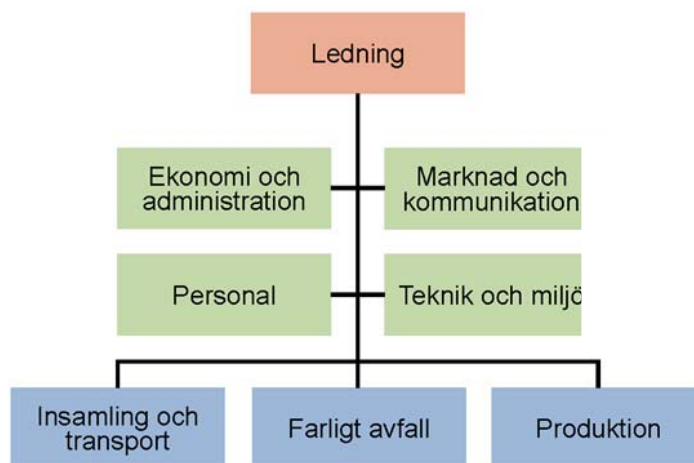 Ledning
Ekonomi och
administration
Marknad och
kommunikation
Personal
Teknik och miljö
Insamling och
transport
Farligt avfall
Produktion